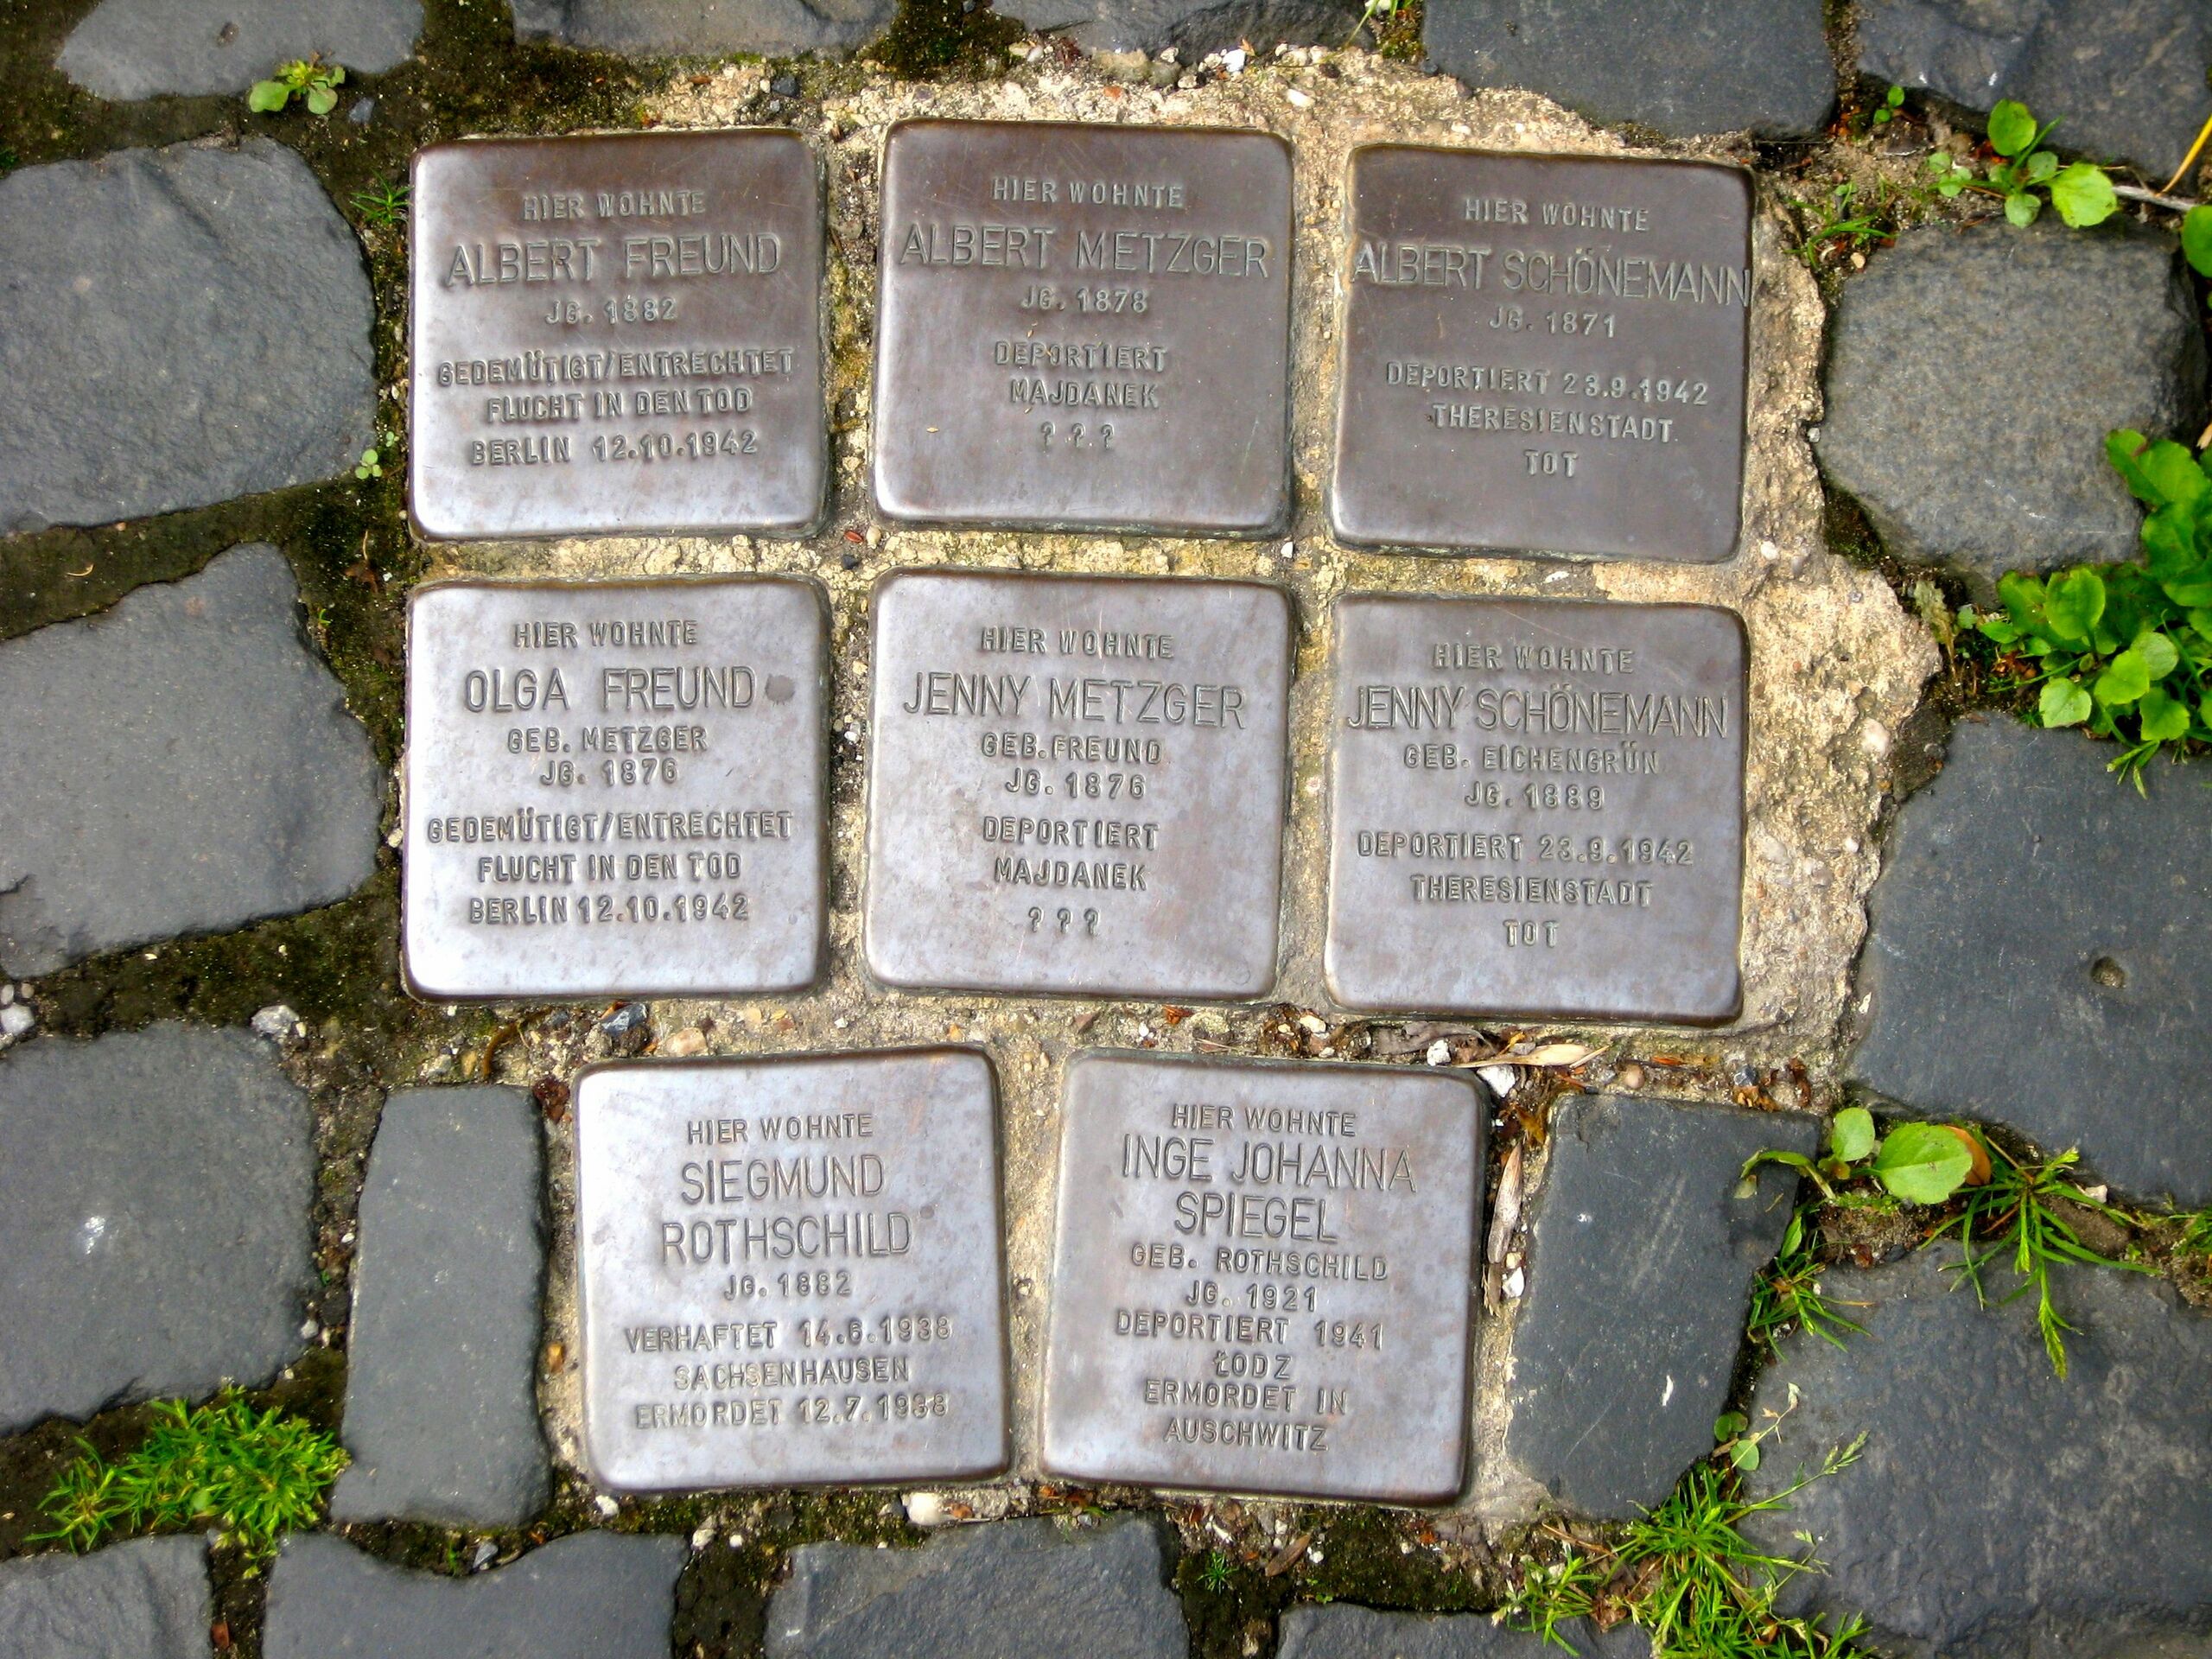 HIER WOHNTE
ALBERT FREUND
JG. 1882
GEDEMÜTIGT/ENTRECHTET
FLUCHT IN DEN TOD
BERLIN 12.10.1942
HIER WOHNTE
ALBERT METZGER
JG. 1878
DEPORTIERT
MAJDANEK
? ? ?
HIER WOHNTE
ALBERT SCHÖNEMANN
JG. 1871
DEPORTIERT 23.9.1942
THERESIENSTADT
TOT
HIER WOHNTE
OLGA FREUND
GEB. METZGER
JG. 1876
GEDEMÜTIGT/ENTRECHTET
FLUCHT IN DEN TOD
BERLIN 12.10.1942
HIER WOHNTE
JENNY METZGER
GEB. FREUND
JG. 1876
DEPORTIERT
MAJDANEK
? ? ?
HIER WOHNTE
JENNY SCHÖNEMANN
GEB. EICHENGRÜN
JG. 1889
DEPORTIERT 23.9.1942
THERESIENSTADT
TOT
HIER WOHNTE
SIEGMUND
ROTHSCHILD
JG. 1882
VERHAFTET 14.6.1938
SACHSENHAUSEN
ERMORDET 12.7.1938
HIER WOHNTE
INGE JOHANNA
SPIEGEL
GEB. ROTHSCHILD
JG. 1921
DEPORTIERT 1941
ŁODZ
ERMORDET IN
AUSCHWITZ